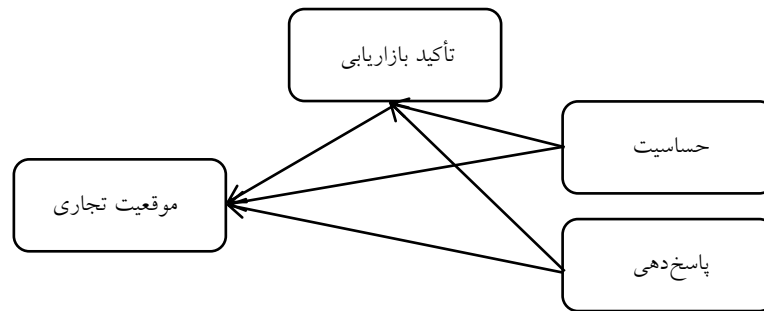 تأکید بازاریابی
حساسیت
موقعیت تجاری
پاسخ‌دهی